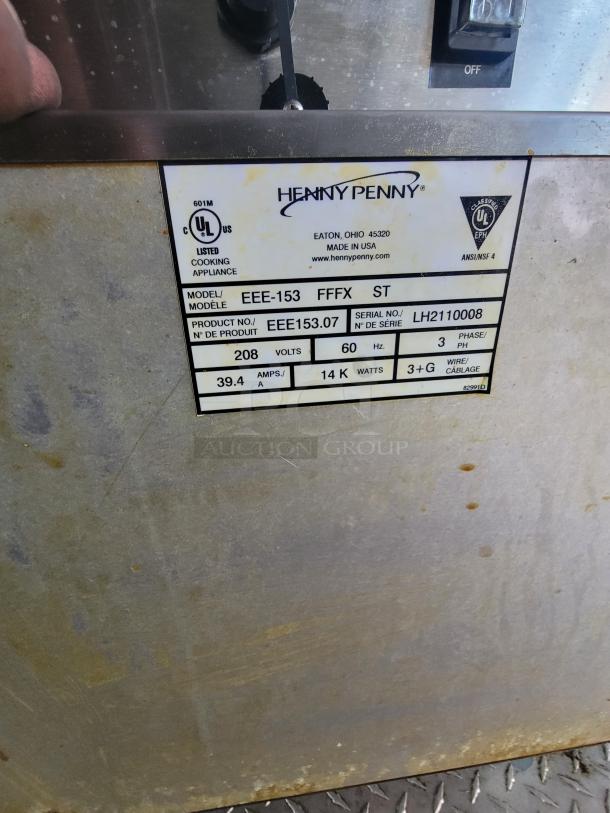 OFF
HENNY PENNY®
601M
C UL US
LISTED
COOKING
APPLIANCE
EATON, OHIO 45320
MADE IN USA
www.hennypenny.com
CLASSIFIED
UL
EPH
ANSI/NSF 4
MODEL/
MODÈLE EEE-153 FFFX ST
PRODUCT NO./
N° DE PRODUIT EEE153.07
SERIAL NO./
N° DE SÉRIE LH2110008
208 VOLTS 60 Hz. 3 PHASE/
PH
39.4 AMPS./
A 14 K WATTS 3+G WIRE/
CÂBLAGE
82991D
AUCTION GROUP